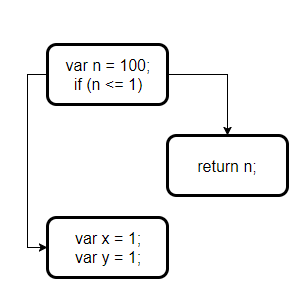 var n = 100;
if (n <= 1)
return n;
var x = 1;
var y = 1;